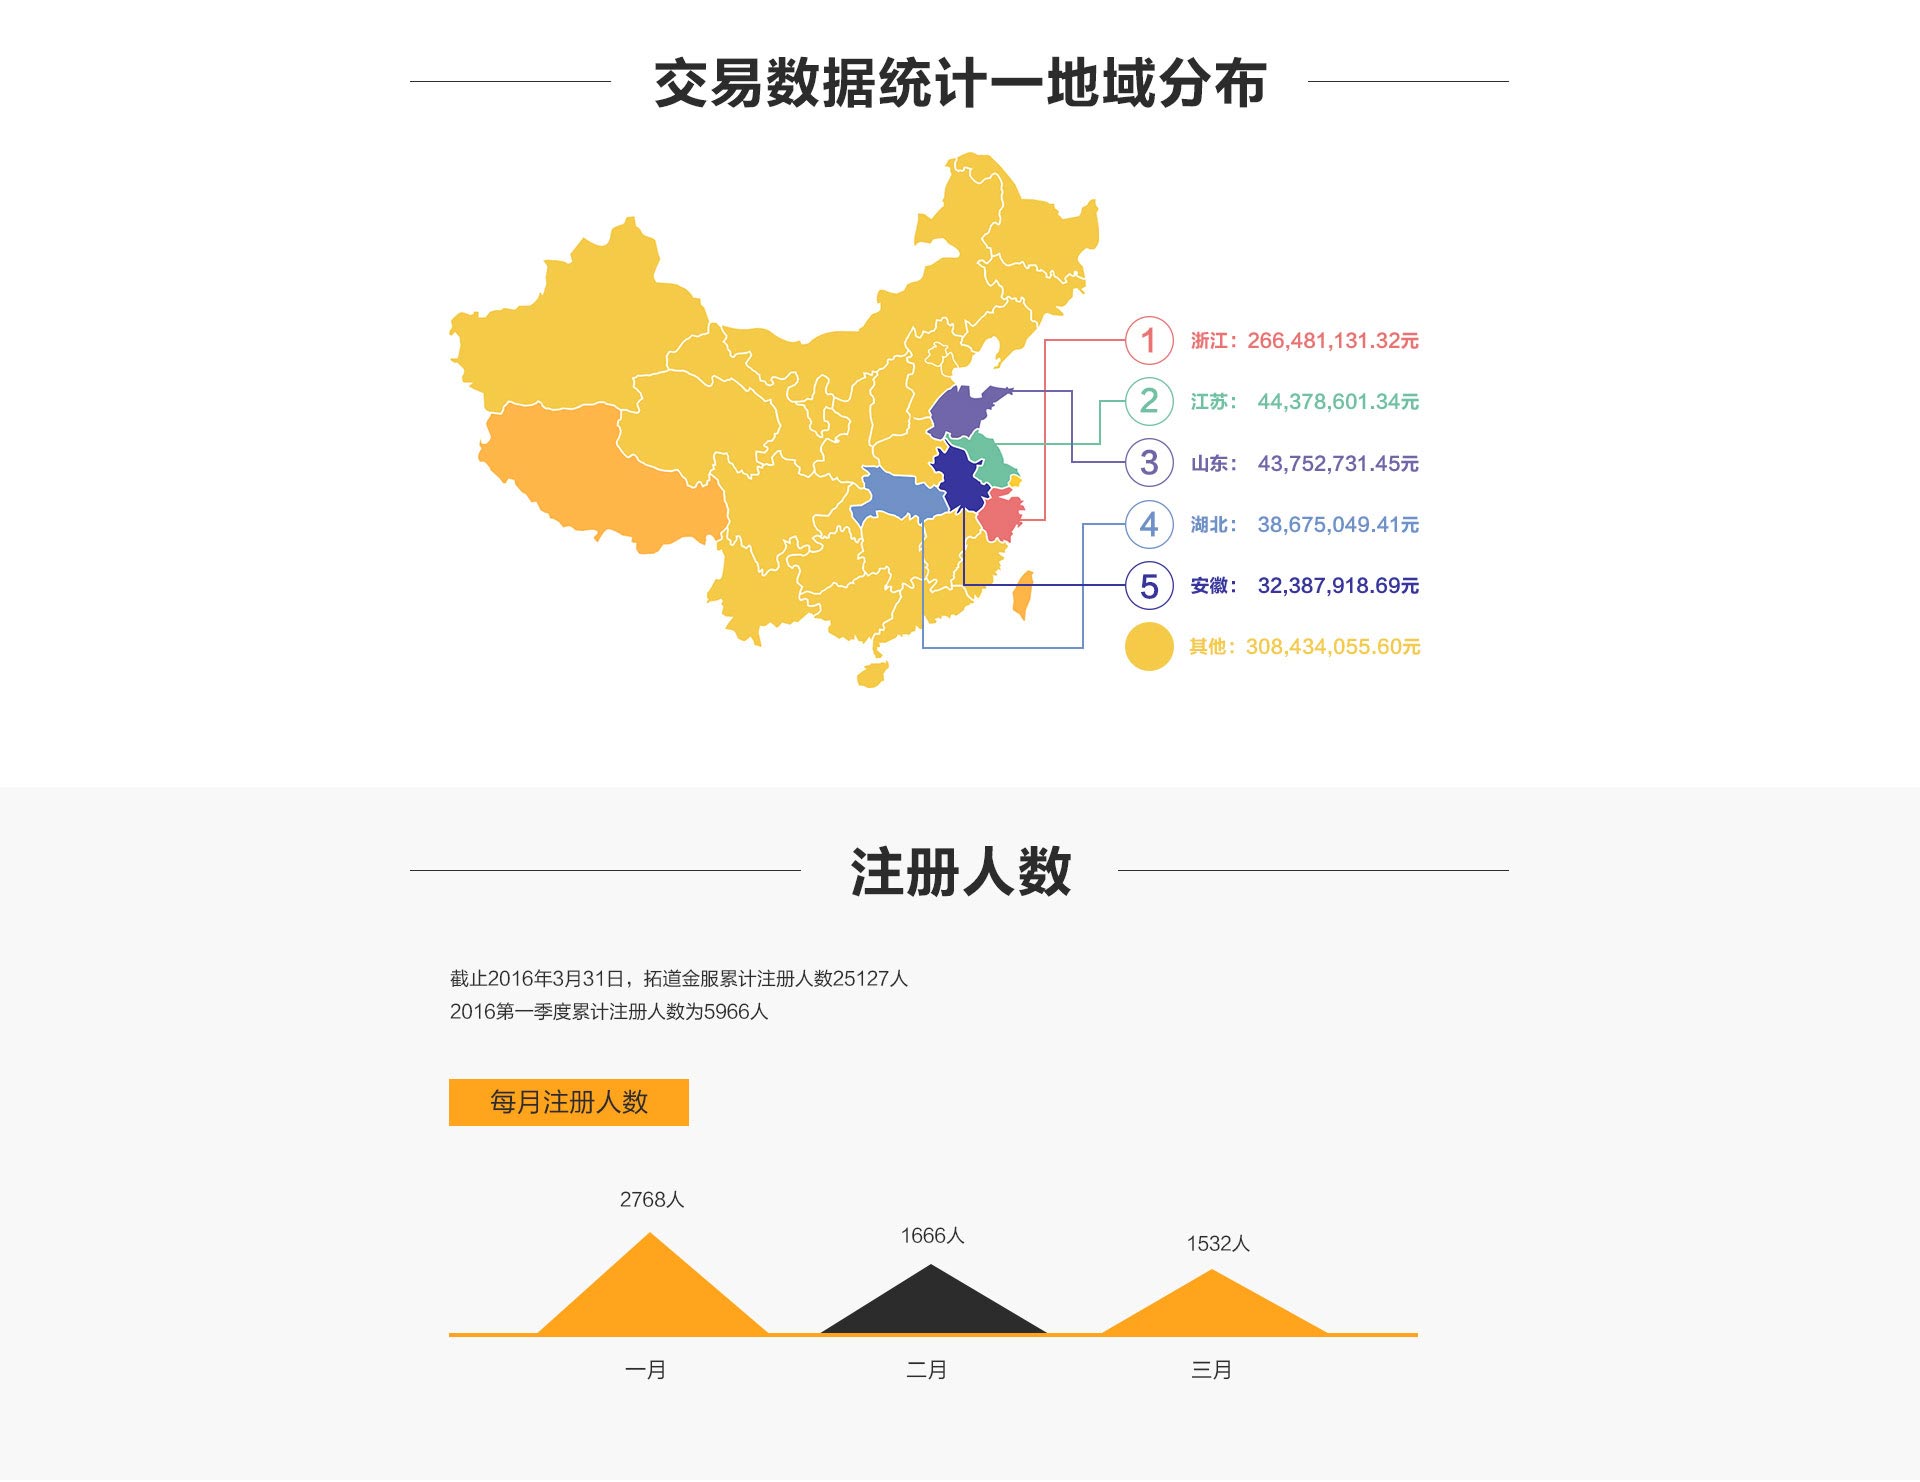 交易数据统计一地域分布
1 浙江：266,481,131.32元
2 江苏： 44,378,601.34元
3 山东： 43,752,731.45元
4 湖北： 38,675,049.41元
5 安徽： 32,387,918.69元
其他：308,434,055.60元
注册人数
截止2016年3月31日，拓道金服累计注册人数25127人
2016第一季度累计注册人数为5966人
每月注册人数
2768人
1666人
1532人
一月
二月
三月